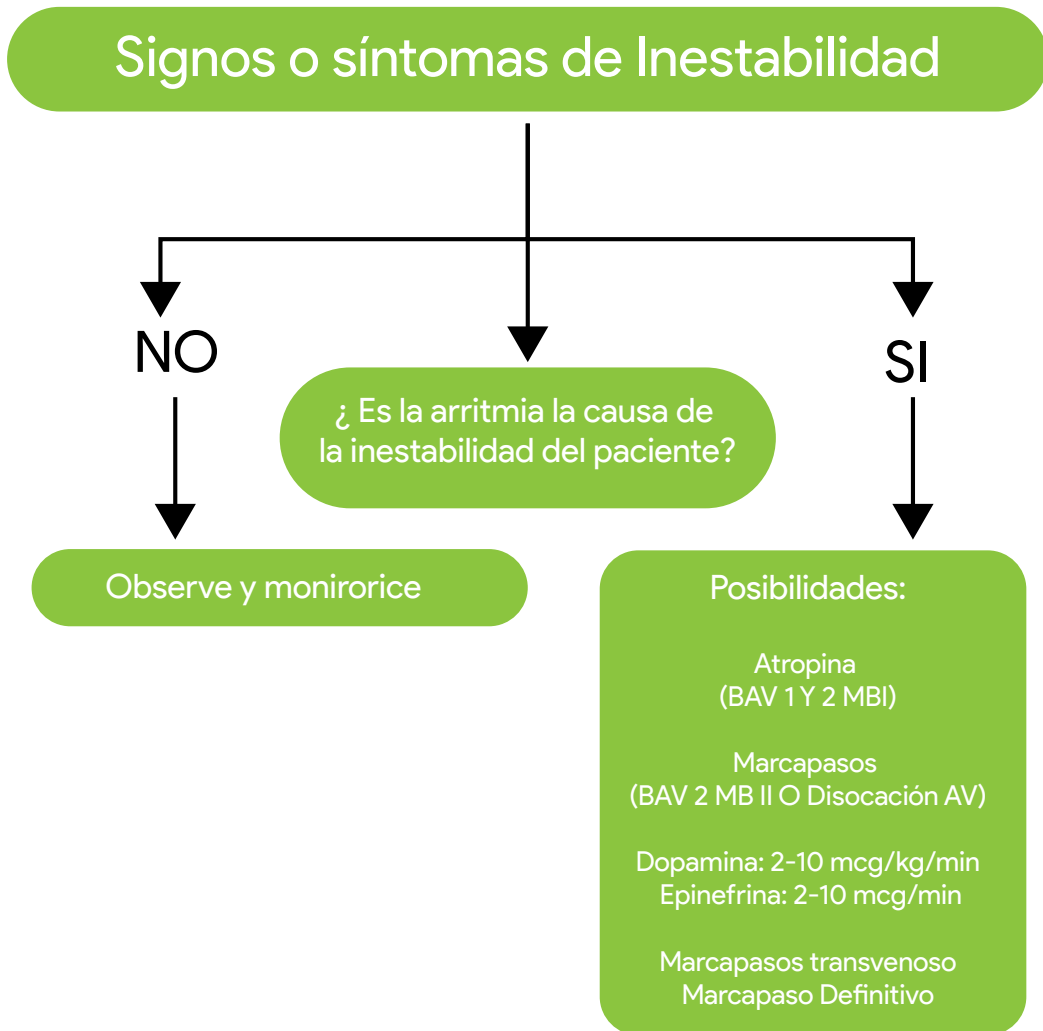 Signos o síntomas de Inestabilidad
NO
SI
¿ Es la arritmia la causa de
la inestabilidad del paciente?
Observe y monirorice
Posibilidades:
Atropina
(BAV 1 Y 2 MBI)
Marcapasos
(BAV 2 MB II O Disocación AV)
Dopamina: 2-10 mcg/kg/min
Epinefrina: 2-10 mcg/min
Marcapasos transvenoso
Marcapaso Definitivo